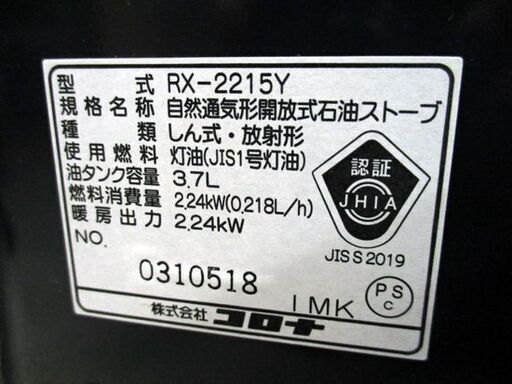 型 式 RX-2215Y
規格名称 自然通気形開放式石油ストーブ
種 類 しん式・放射形
使用燃料 灯油(JIS1号灯油)
油タンク容量 3.7L
燃料消費量 2.24kW(0.218L/h)
暖房出力 2.24kW
NO.
0310518
認証
JHIA
JIS S 2019
1MK
PS
C
株式会社 コロナ